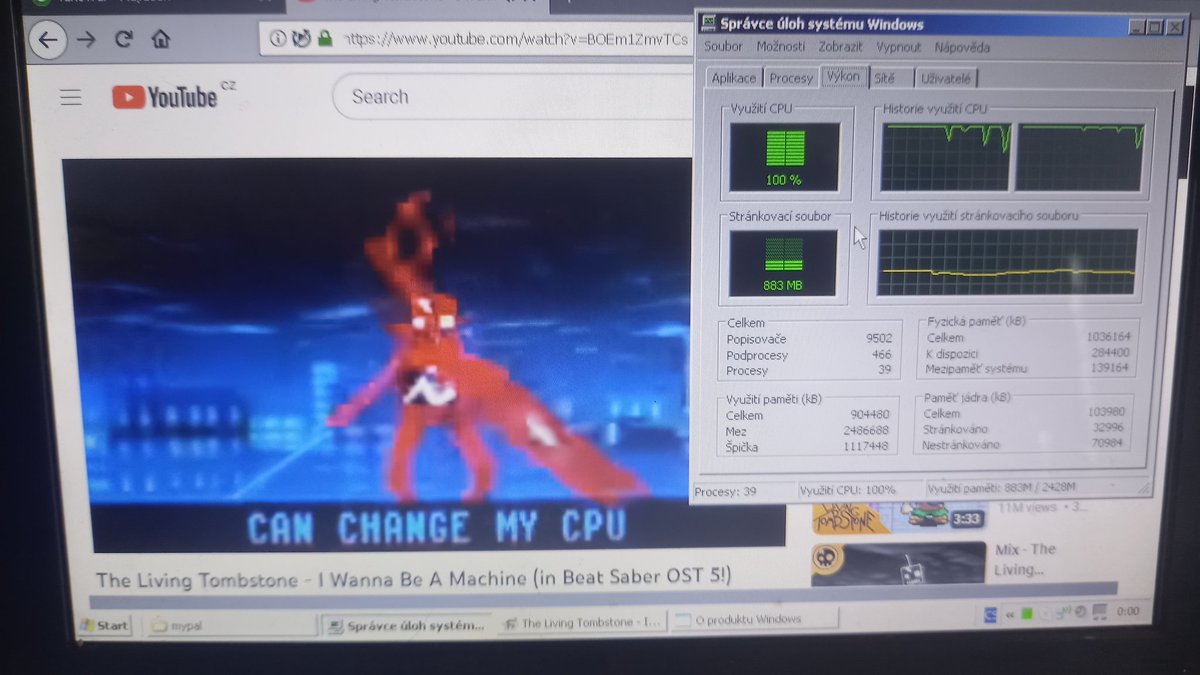 https://www.youtube.com/watch?v=BOEm1ZmvTCs
YouTube CZ
Search
CAN CHANGE MY CPU
The Living Tombstone - I Wanna Be A Machine (in Beat Saber OST 5!)
Správce úloh systému Windows
Soubor Možnosti Zobrazit Vypnout Nápověda
Aplikace Procesy Výkon Sítě Uživatelé
Využití CPU
100 %
Historie využití CPU
Stránkovací soubor
883 MB
Historie využití stránkovacího souboru
Celkem
Popisovače 9502
Podprocesy 466
Procesy 39
Fyzická paměť (kB)
Celkem 1036164
K dispozici 284400
Mezipaměť systému 139164
Využití paměti (kB)
Celkem 904480
Mez 2486688
Špička 1117448
Paměť jádra (kB)
Celkem 103980
Stránkováno 32996
Nestránkováno 70984
Procesy: 39 Využití CPU: 100% Využití paměti: 883M / 2428M
TOMBSTONE
3:33
11M views • 3...
Mix - The
Living...
Start mypal Správce úloh systém... The Living Tombstone - I... O produktu Windows CS « 0:00